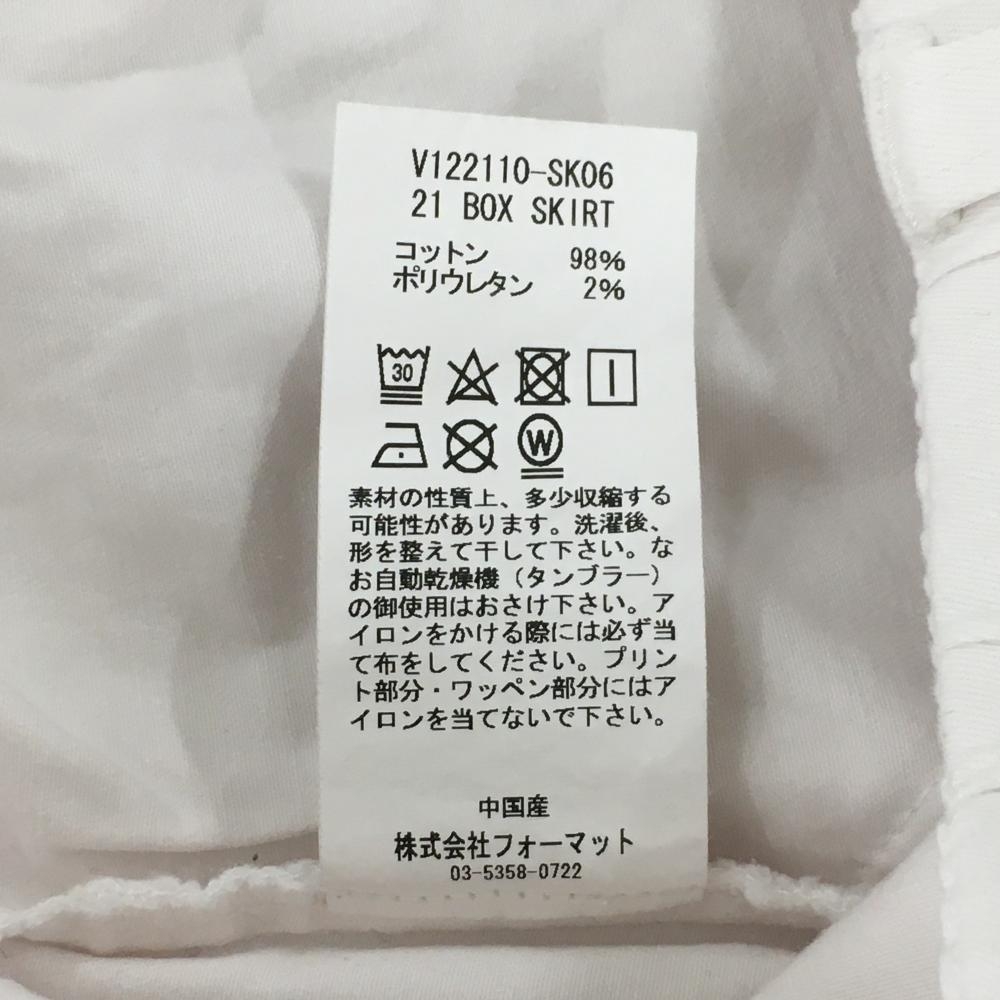 V122110-SK06
21 BOX SKIRT
コットン 98%
ポリウレタン 2%
30
W
素材の性質上、多少収縮する
可能性があります。洗濯後、
形を整えて干して下さい。な
お自動乾燥機（タンブラー）
の御使用はおさけ下さい。ア
イロンをかける際には必ず当
て布をしてください。プリン
ト部分・ワッペン部分にはア
イロンを当てないで下さい。
中国産
株式会社フォーマット
03-5358-0722